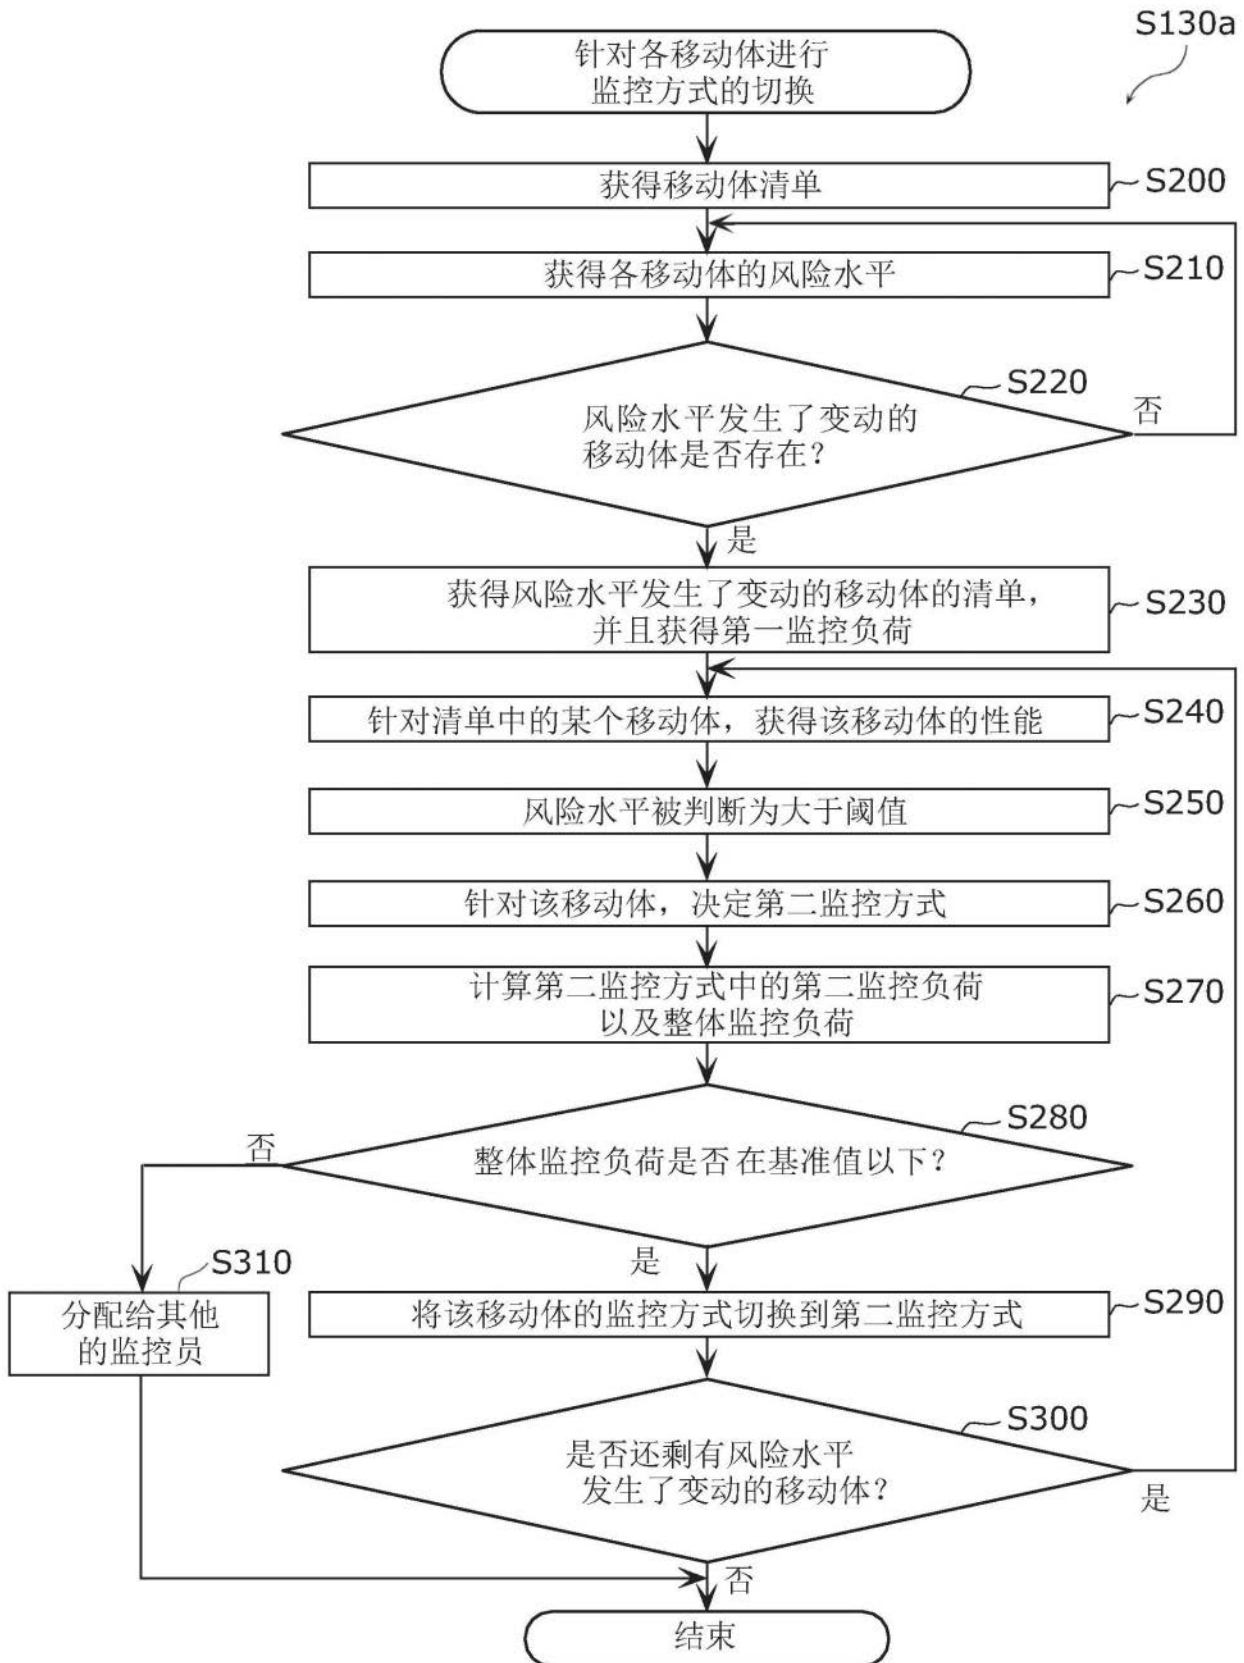 S130a
针对各移动体进行
监控方式的切换
获得移动体清单
S200
获得各移动体的风险水平
S210
S220
风险水平发生了变动的
移动体是否存在？
否
是
获得风险水平发生了变动的移动体的清单，
并且获得第一监控负荷
S230
针对清单中的某个移动体，获得该移动体的性能
S240
风险水平被判断为大于阈值
S250
针对该移动体，决定第二监控方式
S260
计算第二监控方式中的第二监控负荷
以及整体监控负荷
S270
S280
整体监控负荷是否在基准值以下？
否
是
S310
分配给其他
的监控员
将该移动体的监控方式切换到第二监控方式
S290
S300
是否还剩有风险水平
发生了变动的移动体？
是
否
结束